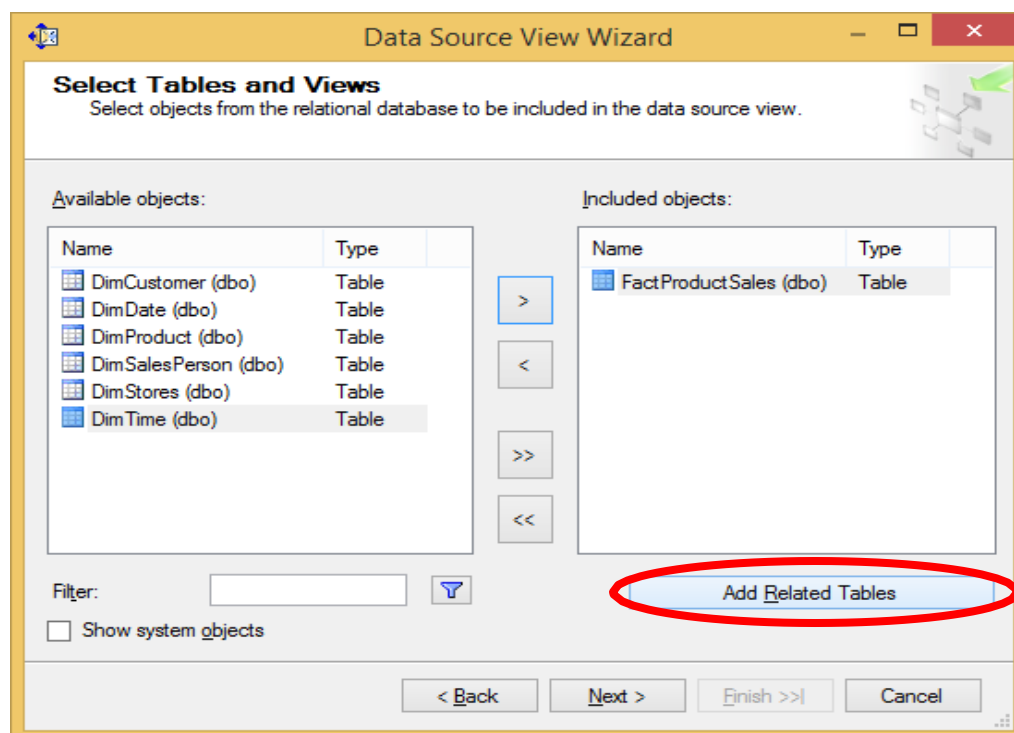 Data Source View Wizard
Select Tables and Views
Select objects from the relational database to be included in the data source view.
Available objects:
Name Type
DimCustomer (dbo) Table
DimDate (dbo) Table
DimProduct (dbo) Table
DimSalesPerson (dbo) Table
DimStores (dbo) Table
DimTime (dbo) Table
>
<
>>
<<
Included objects:
Name Type
FactProductSales (dbo) Table
Filter:
Add Related Tables
Show system objects
< Back Next > Finish >>| Cancel